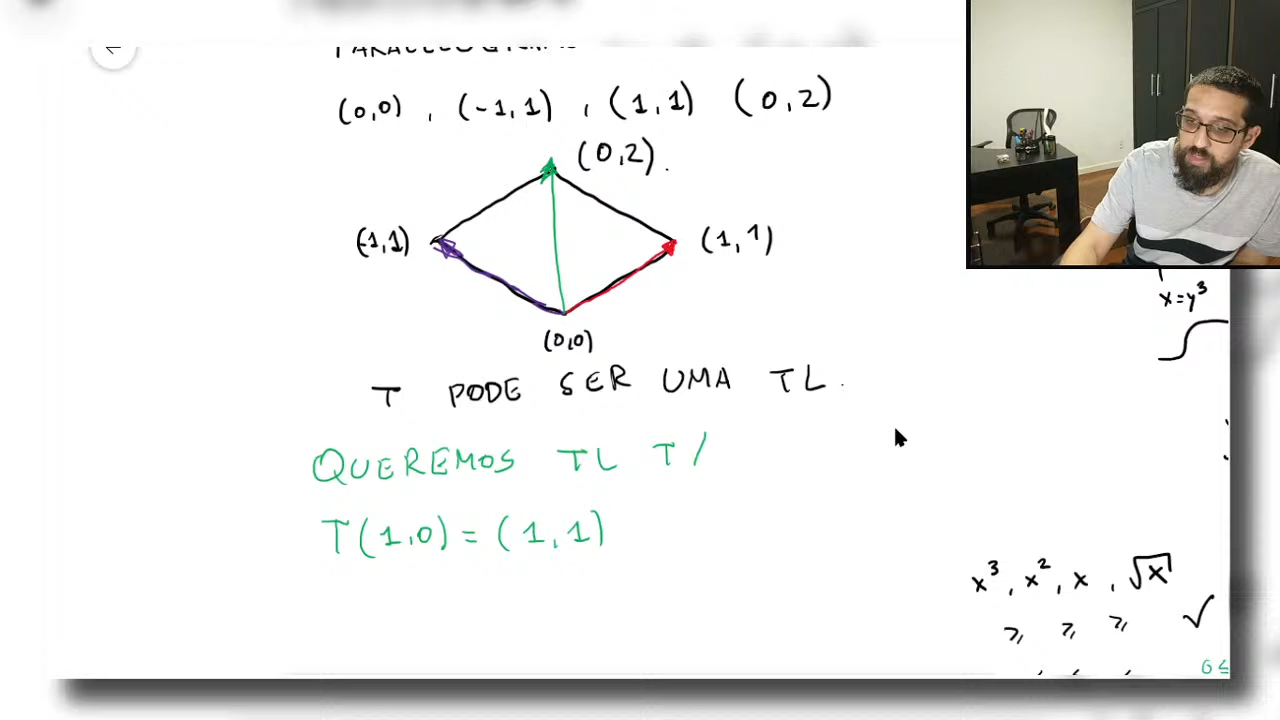 (0,0) , (-1,1) , (1,1) (0,2)
(0,2).
(-1,1)
(1,1)
(0,0)
T PODE SER UMA TL.
QUEREMOS TL T/
T(1,0) = (1,1)
x=y³
x³, x², x, √x
⩾ ⩾ ⩾ ✓